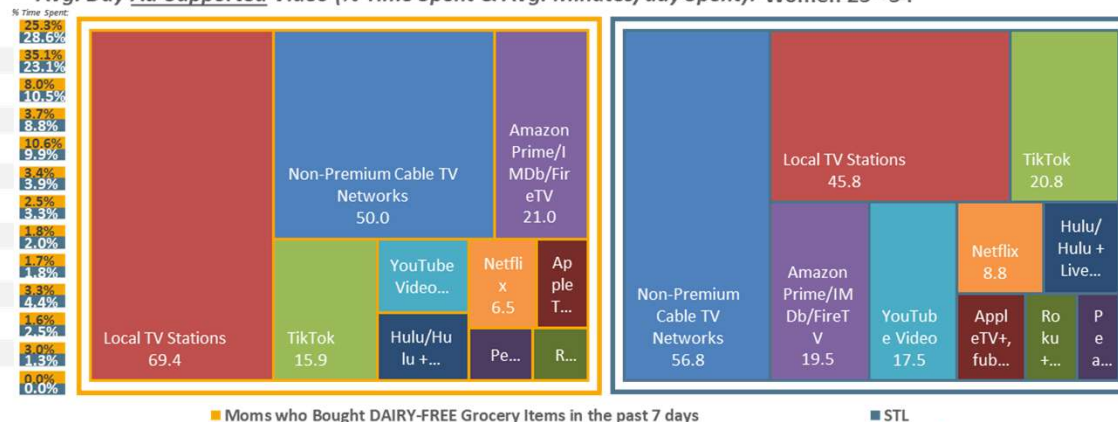 % Time Spent:
25.3%
28.6%
35.1%
23.1%
8.0%
10.5%
3.7%
8.8%
10.6%
9.9%
3.4%
3.9%
2.5%
3.3%
1.8%
2.0%
1.7%
1.8%
3.3%
4.4%
1.6%
2.5%
3.0%
1.3%
0.0%
0.0%
Local TV Stations
69.4
Non-Premium Cable TV
Networks
50.0
Amazon
Prime/I
MDb/Fir
eTV
21.0
TikTok
15.9
YouTube
Video...
Hulu/Hu
lu +...
Netfli
x
6.5
Ap
ple
T...
Pe...
R...
Non-Premium
Cable TV
Networks
56.8
Local TV Stations
45.8
TikTok
20.8
Amazon
Prime/IM
Db/FireT
V
19.5
YouTub
e Video
17.5
Netflix
8.8
Hulu/
Hulu +
Live...
Appl
eTV+,
fub...
Ro
ku
+...
P
e
a...
Moms who Bought DAIRY-FREE Grocery Items in the past 7 days
STL